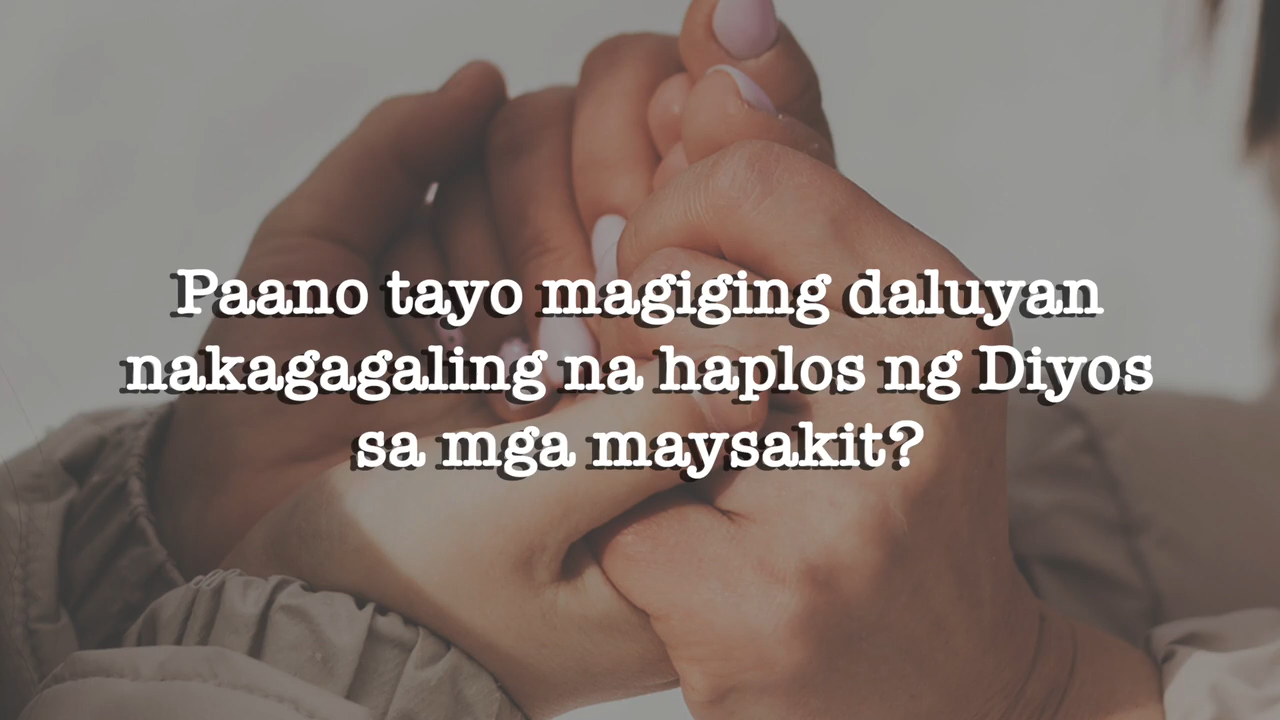 Paano tayo magiging daluyan
nakagagaling na haplos ng Diyos
sa mga maysakit?